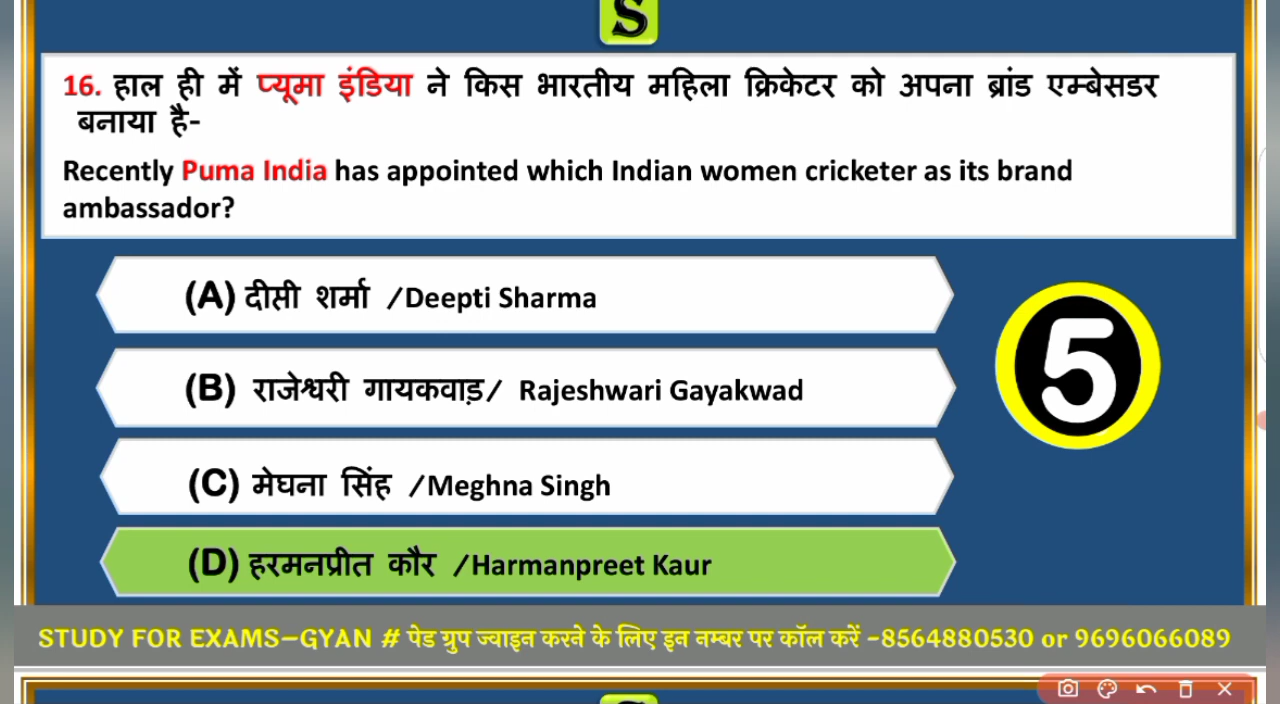 S
16. हाल ही में प्यूमा इंडिया ने किस भारतीय महिला क्रिकेटर को अपना ब्रांड एम्बेसडर
बनाया है-
Recently Puma India has appointed which Indian women cricketer as its brand
ambassador?
(A) दीप्ती शर्मा /Deepti Sharma
(B) राजेश्वरी गायकवाड़/ Rajeshwari Gayakwad
5
(C) मेघना सिंह /Meghna Singh
(D) हरमनप्रीत कौर /Harmanpreet Kaur
STUDY FOR EXAMS–GYAN # पेड ग्रुप ज्वाइन करने के लिए इन नम्बर पर कॉल करें -8564880530 or 9696066089